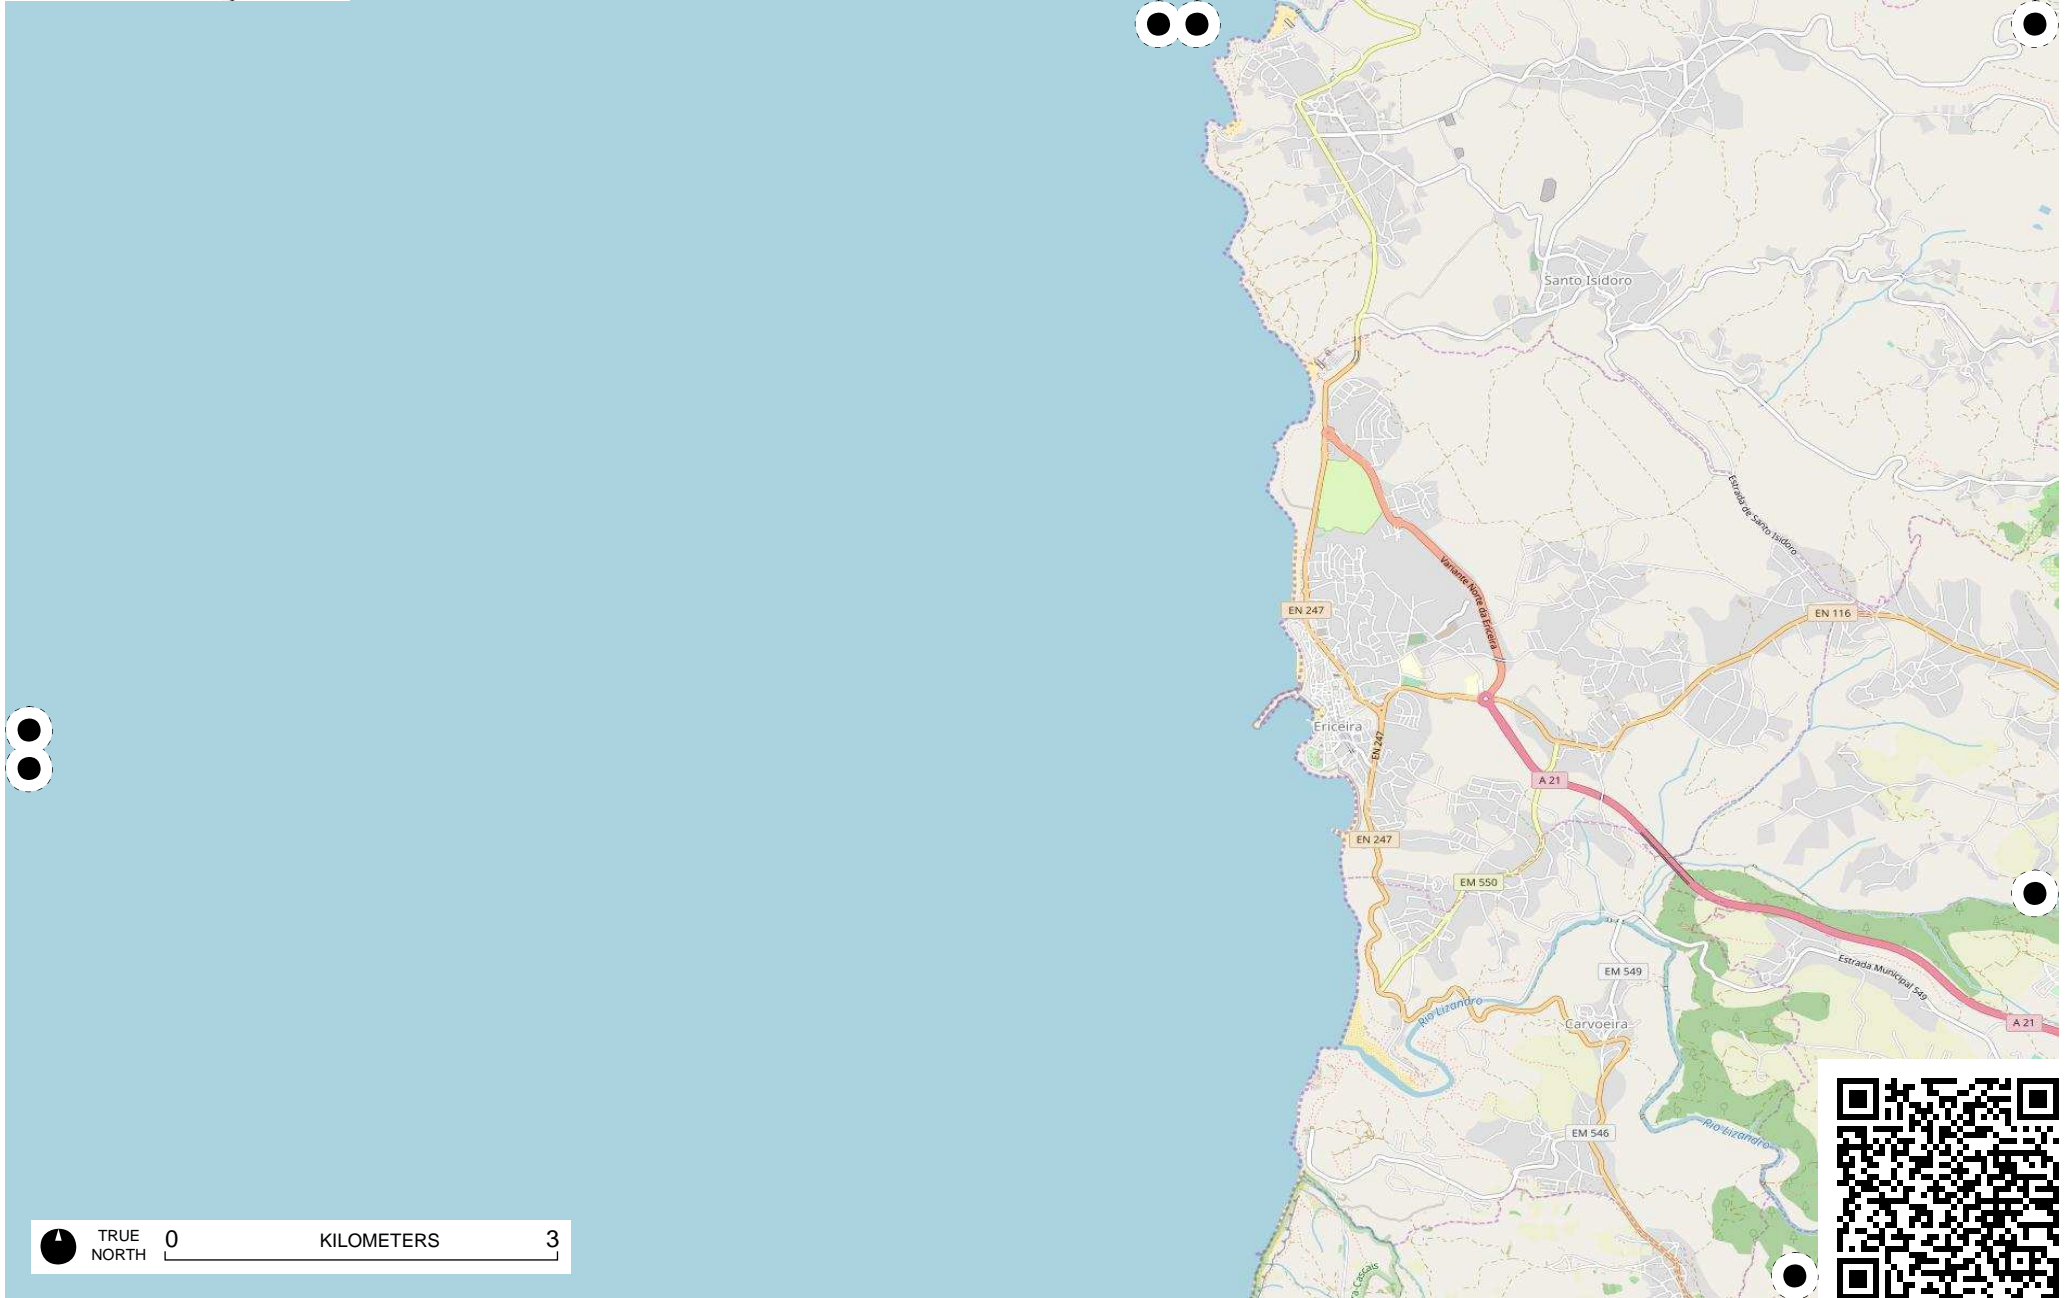 Santo Isidoro
Estrada de Santo Isidoro
Variante Norte da Ericeira
EN 247
EN 116
Ericeira
EN 247
A 21
EN 247
EM 550
EM 549
Estrada Municipal 549
Rio Lizandro
Carvoeira
A 21
EM 546
Rio Lizandro
TRUE
NORTH
0 KILOMETERS 3